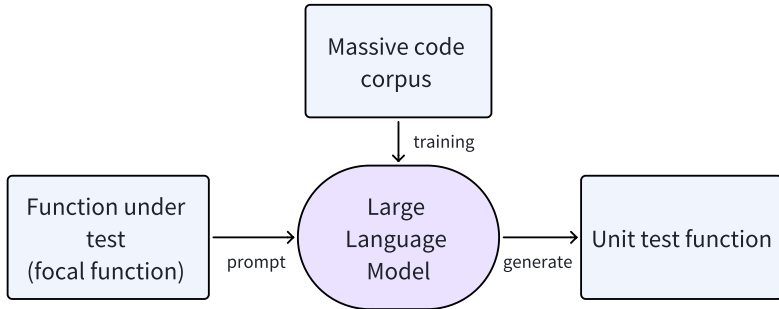 Massive code
corpus
training
Function under
test
(focal function)
prompt
Large
Language
Model
generate
Unit test function